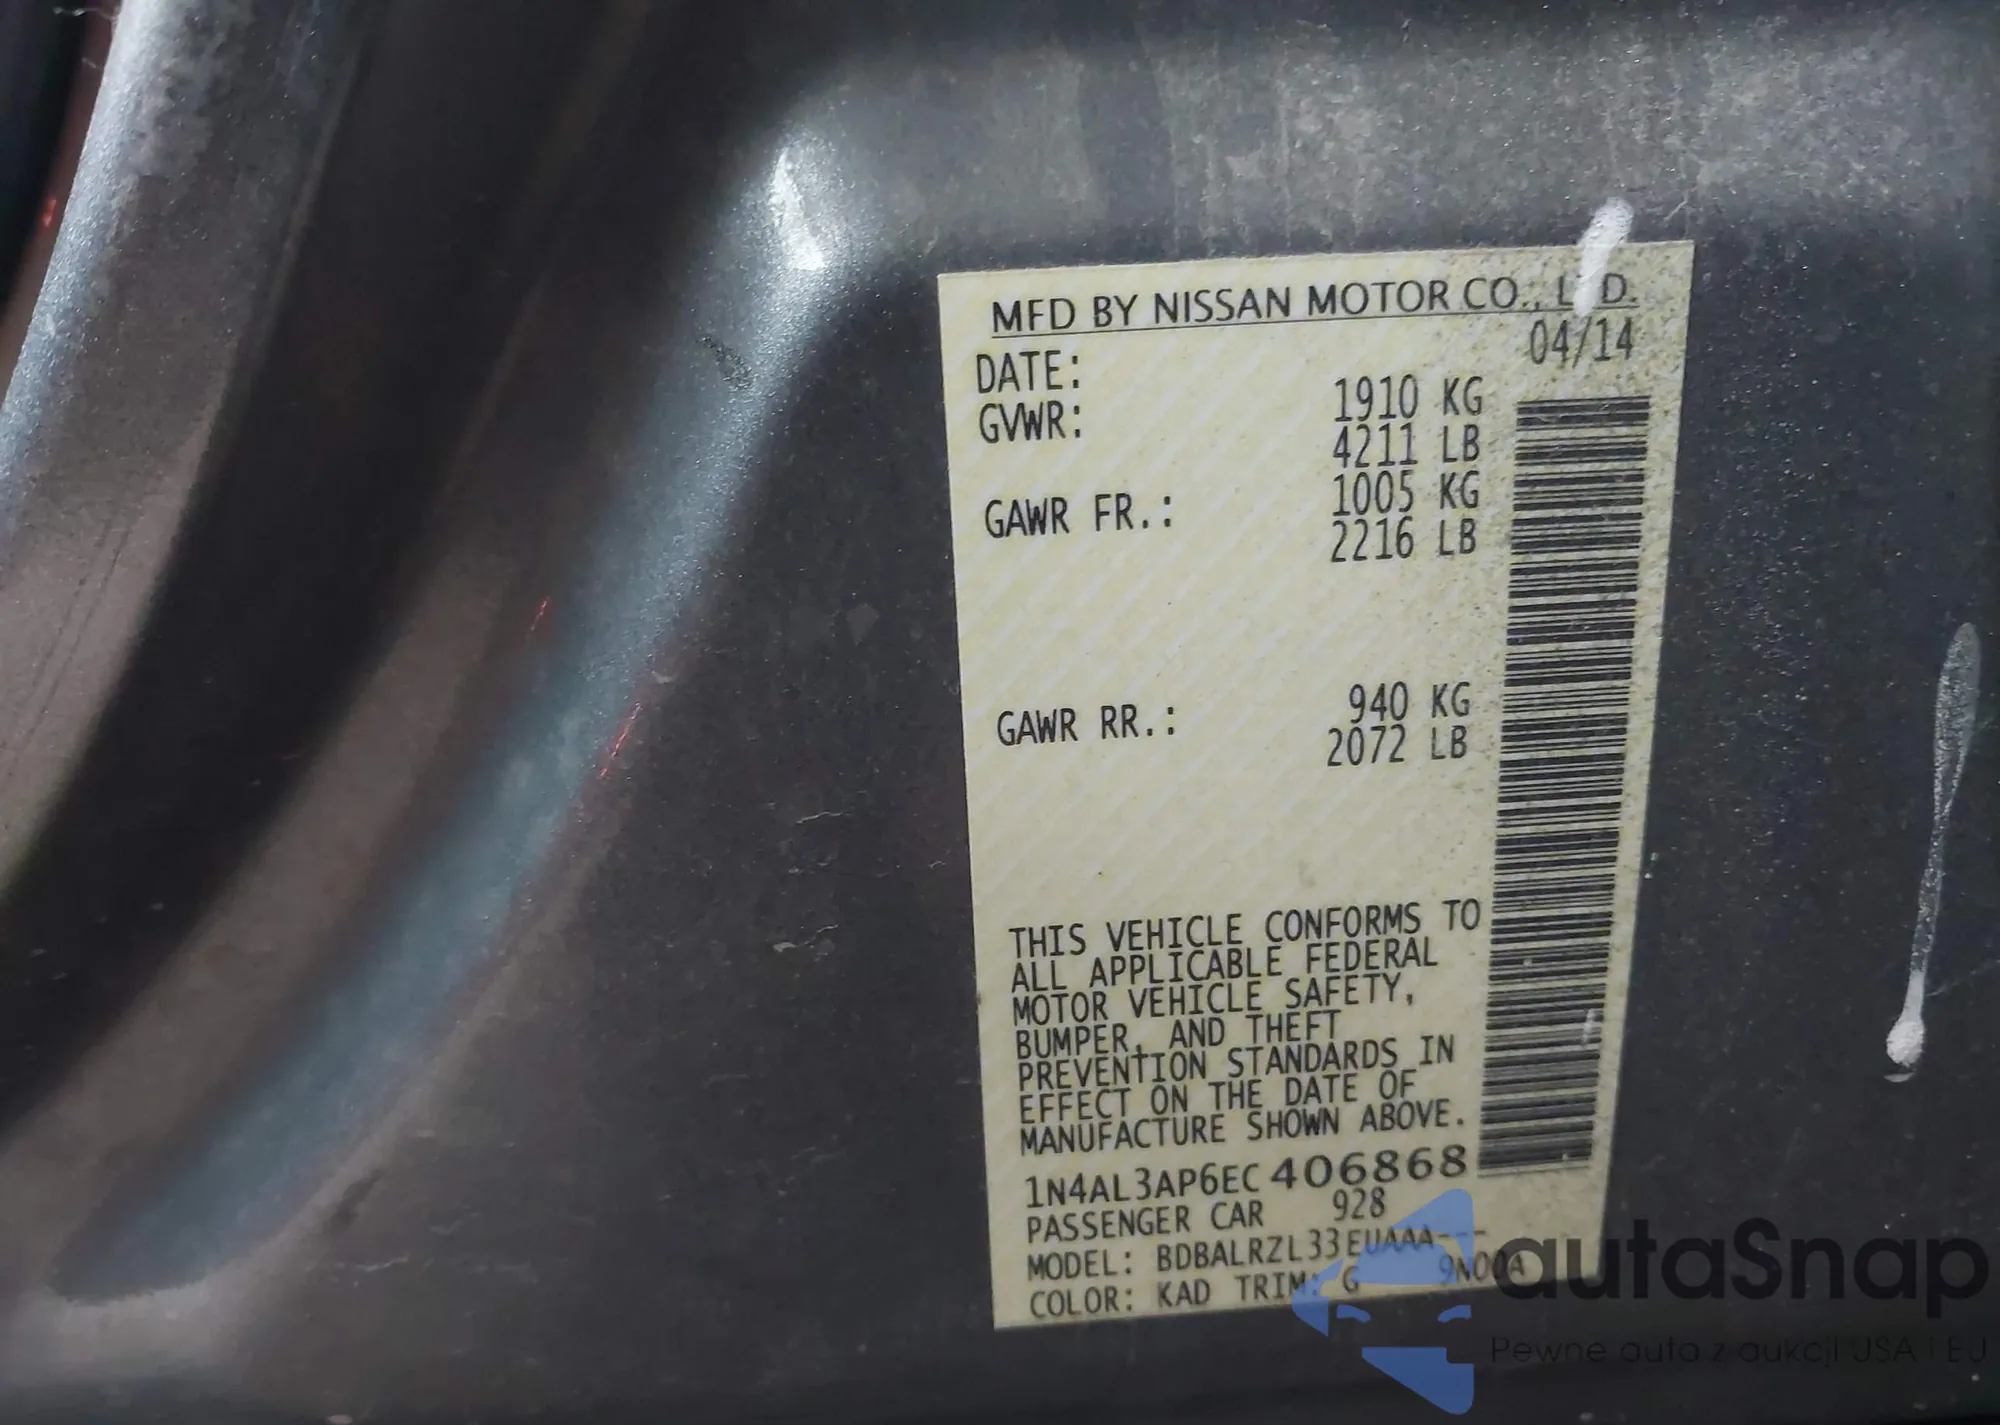 MFD BY NISSAN MOTOR CO., LTD.
DATE: 04/14
GVWR: 1910 KG
4211 LB
GAWR FR.: 1005 KG
2216 LB
GAWR RR.: 940 KG
2072 LB
THIS VEHICLE CONFORMS TO
ALL APPLICABLE FEDERAL
MOTOR VEHICLE SAFETY,
BUMPER, AND THEFT
PREVENTION STANDARDS IN
EFFECT ON THE DATE OF
MANUFACTURE SHOWN ABOVE.
1N4AL3AP6EC406868
PASSENGER CAR 928
MODEL: BDBALRZL33EUAAA---
COLOR: KAD TRIM: G 9N00A
autaSnap
Pewne auta z aukcji USA i EU